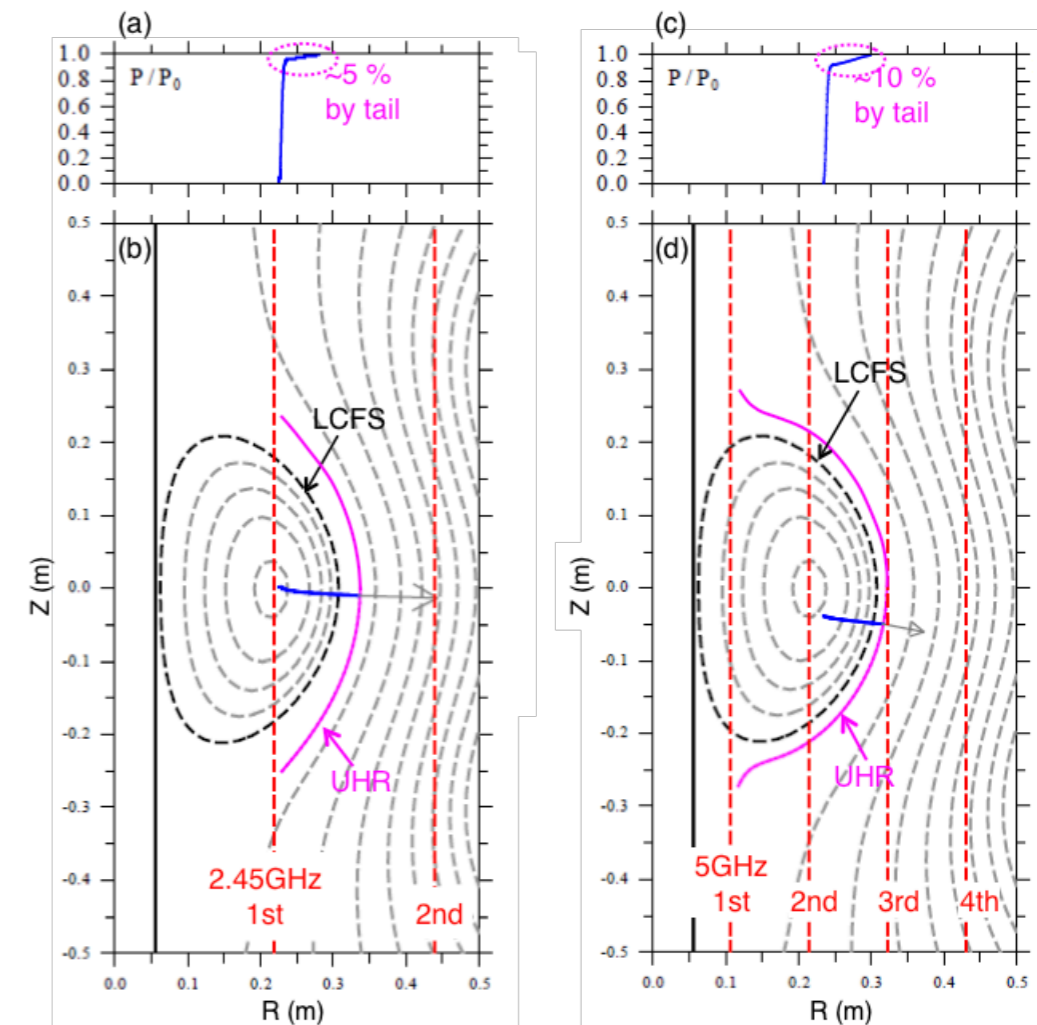 (a)
1.0
0.8
0.6
0.4
0.2
0.0
P / P0
~5 %
by tail
(b)
0.5
0.4
0.3
0.2
0.1
0.0
-0.1
-0.2
-0.3
-0.4
-0.5
Z (m)
LCFS
UHR
2.45GHz
1st
2nd
0.0
0.1
0.2
0.3
0.4
0.5
R (m)
(c)
1.0
0.8
0.6
0.4
0.2
0.0
P / P0
~10 %
by tail
(d)
0.5
0.4
0.3
0.2
0.1
0.0
-0.1
-0.2
-0.3
-0.4
-0.5
Z (m)
LCFS
UHR
5GHz
1st
2nd
3rd
4th
0.0
0.1
0.2
0.3
0.4
0.5
R (m)